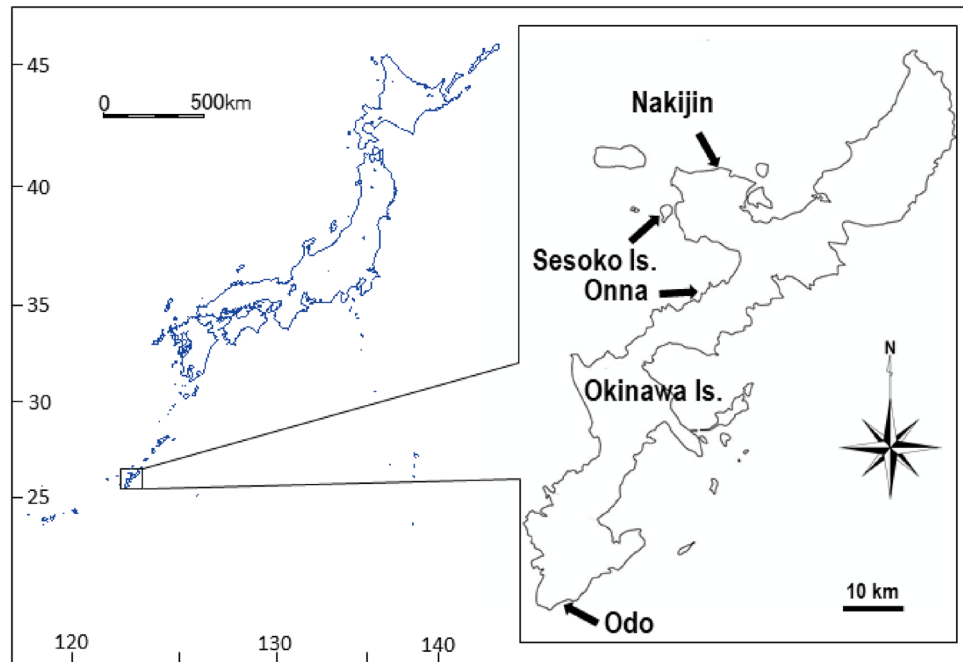 45
0 500km
40
35
30
25
120
130
140
Nakijin
Sesoko Is.
Onna
Okinawa Is.
N
10 km
Odo